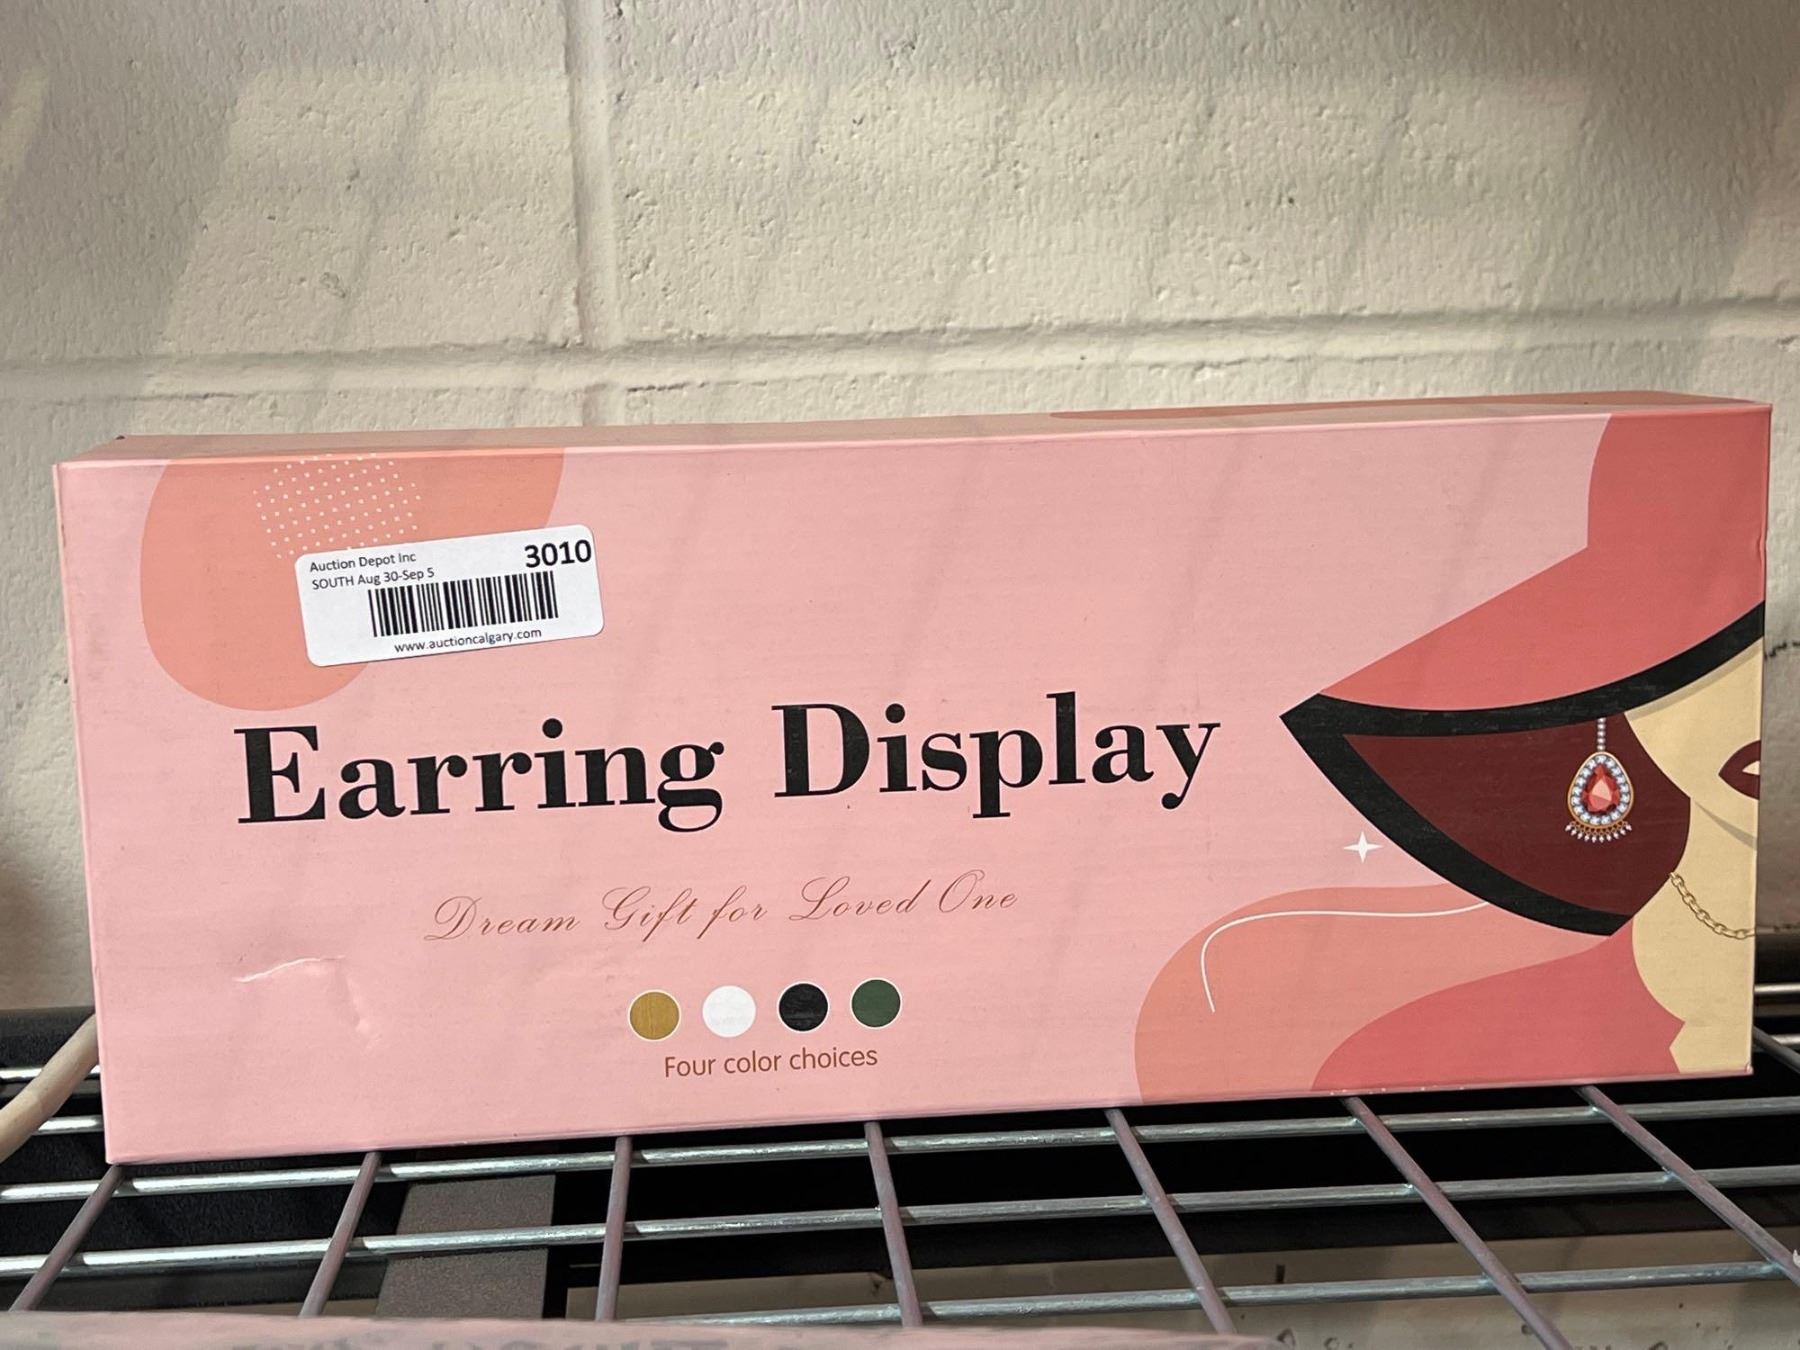 Auction Depot Inc 3010
SOUTH Aug 30-Sep 5
www.auctioncalgary.com
Earring Display
Dream Gift for Loved One
Four color choices